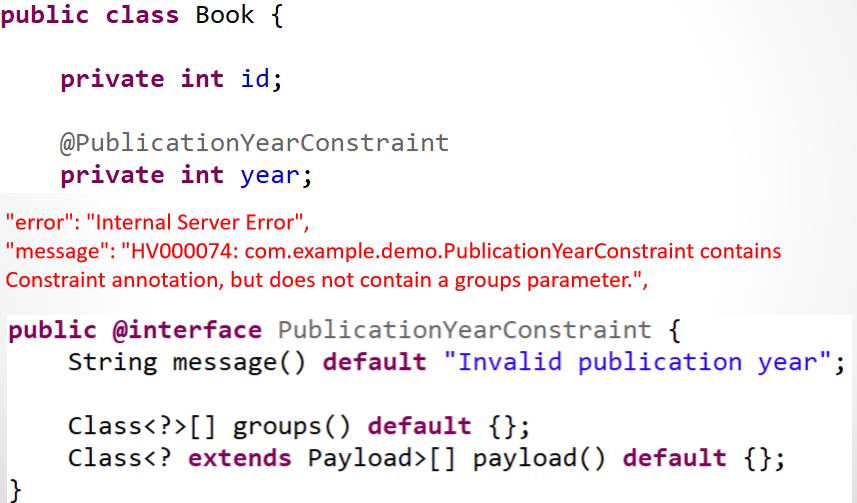 public class Book {
private int id;
@PublicationYearConstraint
private int year;
"error": "Internal Server Error",
"message": "HV000074: com.example.demo.PublicationYearConstraint contains
Constraint annotation, but does not contain a groups parameter.",
public @interface PublicationYearConstraint {
String message() default "Invalid publication year";
Class<?>[] groups() default {};
Class<? extends Payload>[] payload() default {};
}